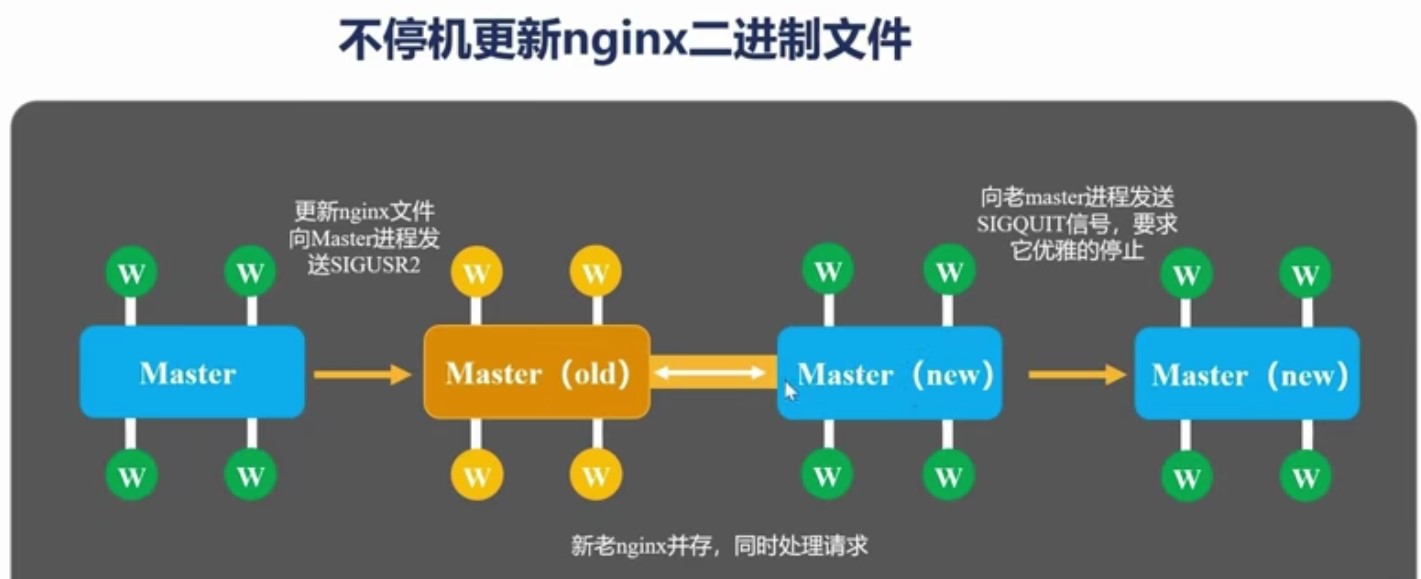 不停机更新nginx二进制文件
更新nginx文件
向Master进程发
送SIGUSR2
向老master进程发送
SIGQUIT信号，要求
它优雅的停止
W W W W W W W W
Master Master（old） Master（new） Master（new）
W W W W W W W W
新老nginx并存，同时处理请求